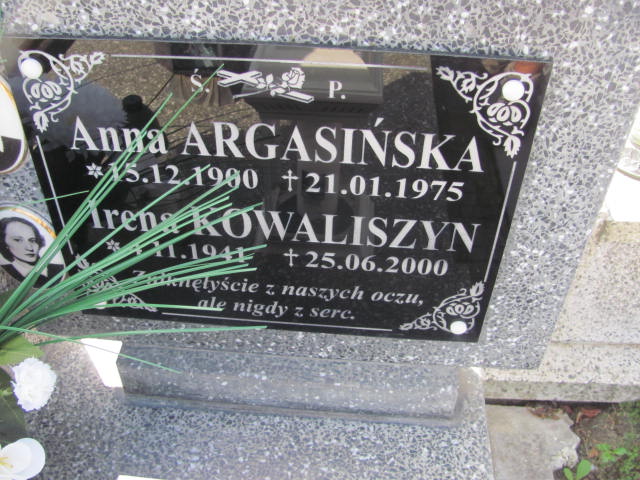 Ś. P.
Anna ARGASIŃSKA
*15.12.1900 †21.01.1975
Irena KOWALISZYN
11.1941 †25.06.2000
Zniknęłyście z naszych oczu,
ale nigdy z serc.